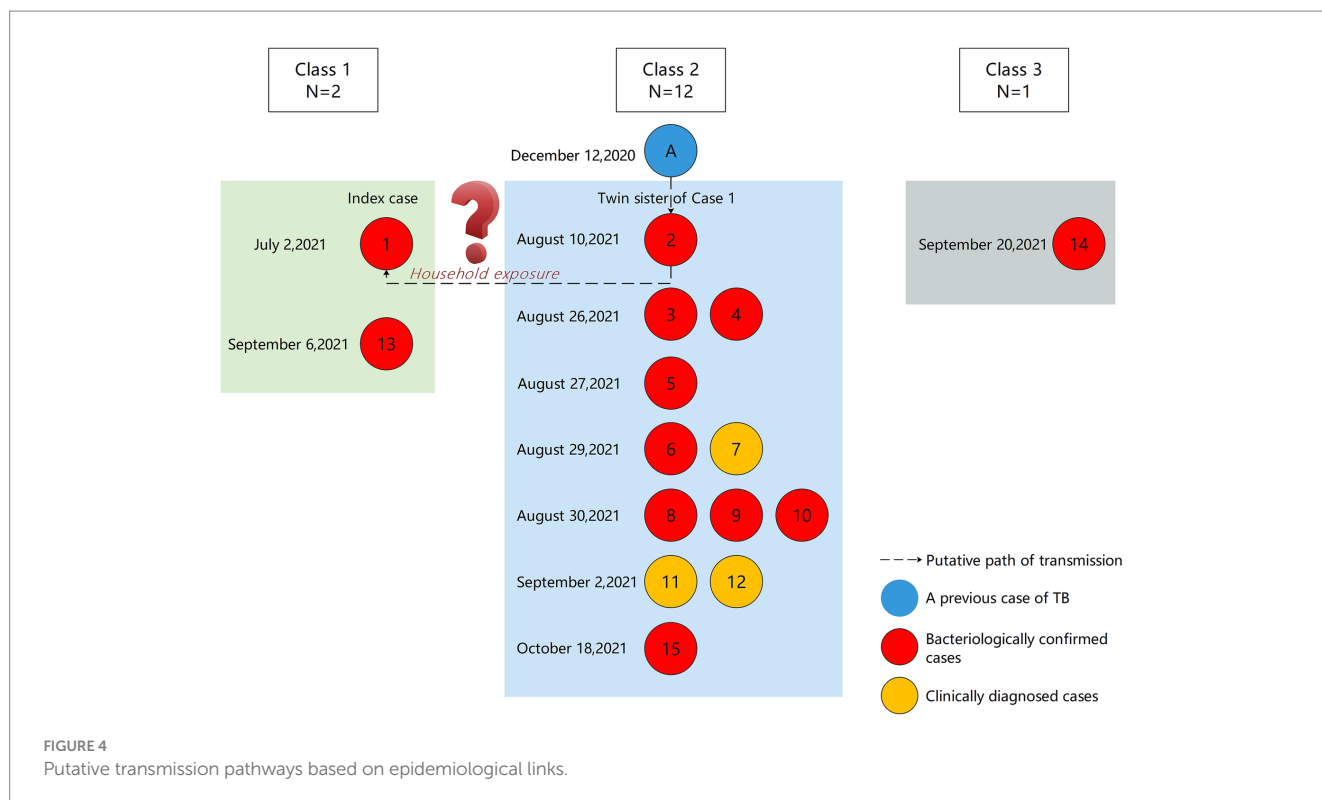 Class 1
N=2
Class 2
N=12
Class 3
N=1
December 12,2020
A
Index case
July 2,2021
1
September 6,2021
13
?
Household exposure
Twin sister of Case 1
August 10,2021
2
August 26,2021
3
4
August 27,2021
5
August 29,2021
6
7
August 30,2021
8
9
10
September 2,2021
11
12
October 18,2021
15
September 20,2021
14
Putative path of transmission
A previous case of TB
Bacteriologically confirmed
cases
Clinically diagnosed cases
FIGURE 4
Putative transmission pathways based on epidemiological links.